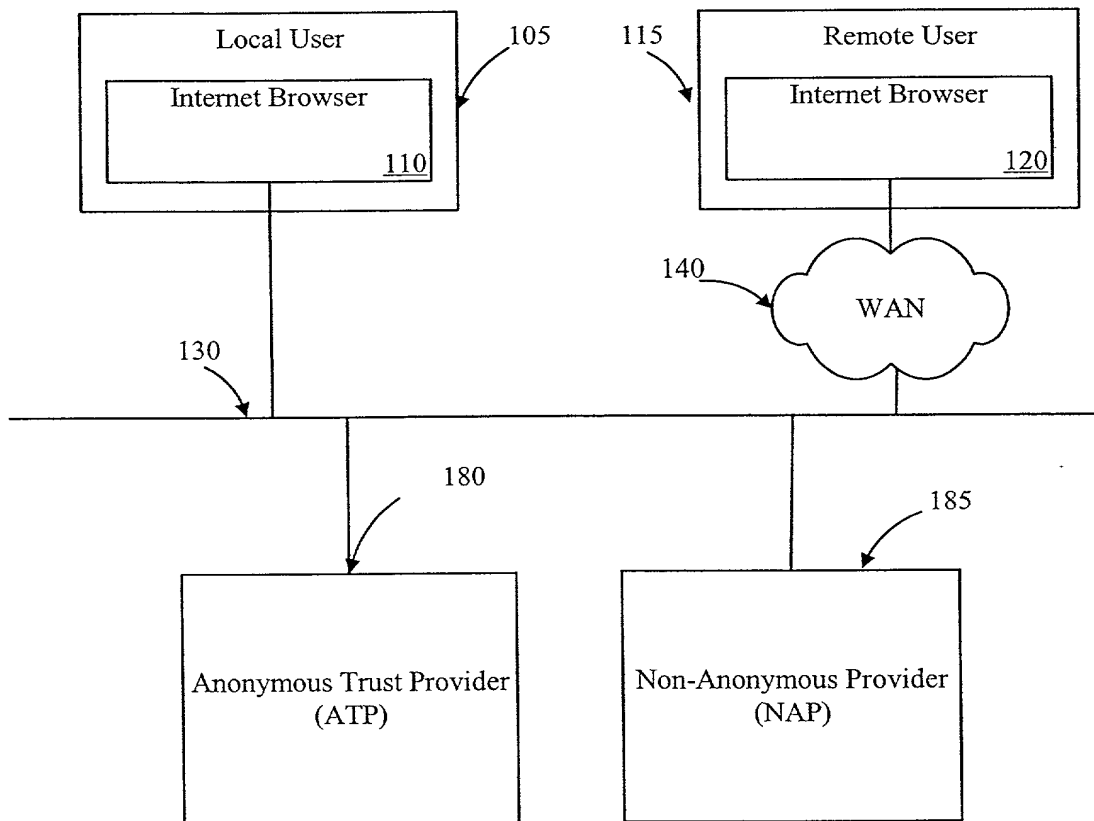 Local User
105
115
Remote User
Internet Browser
110
Internet Browser
120
140
WAN
130
180
185
Anonymous Trust Provider
(ATP)
Non-Anonymous Provider
(NAP)